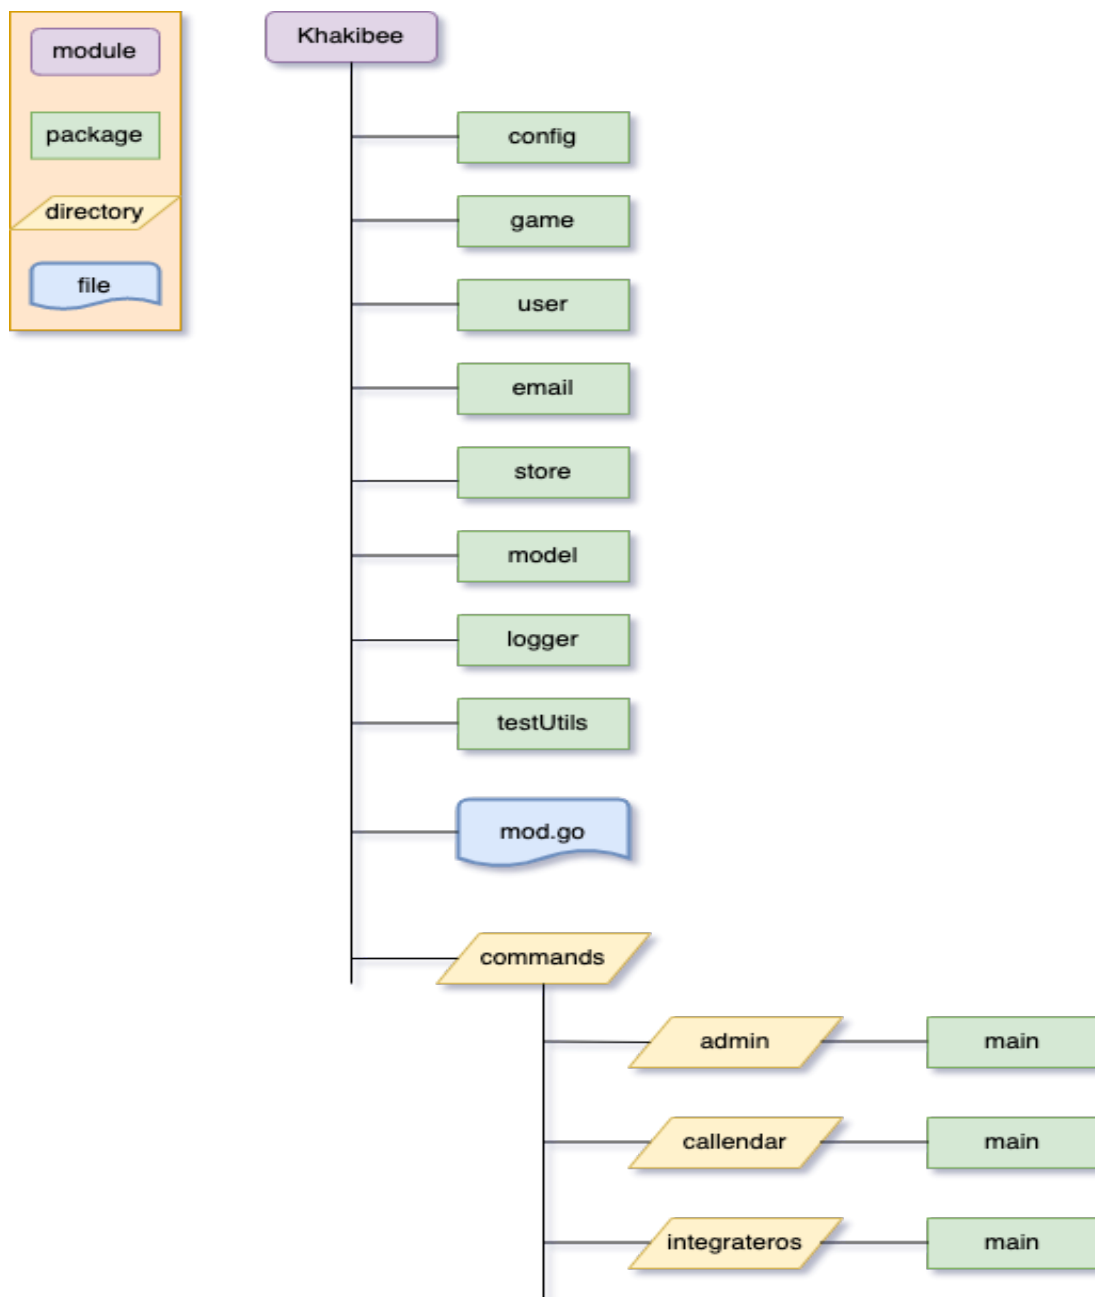 module
package
directory
file
Khakibee
config
game
user
email
store
model
logger
testUtils
mod.go
commands
admin
main
callendar
main
integrateros
main